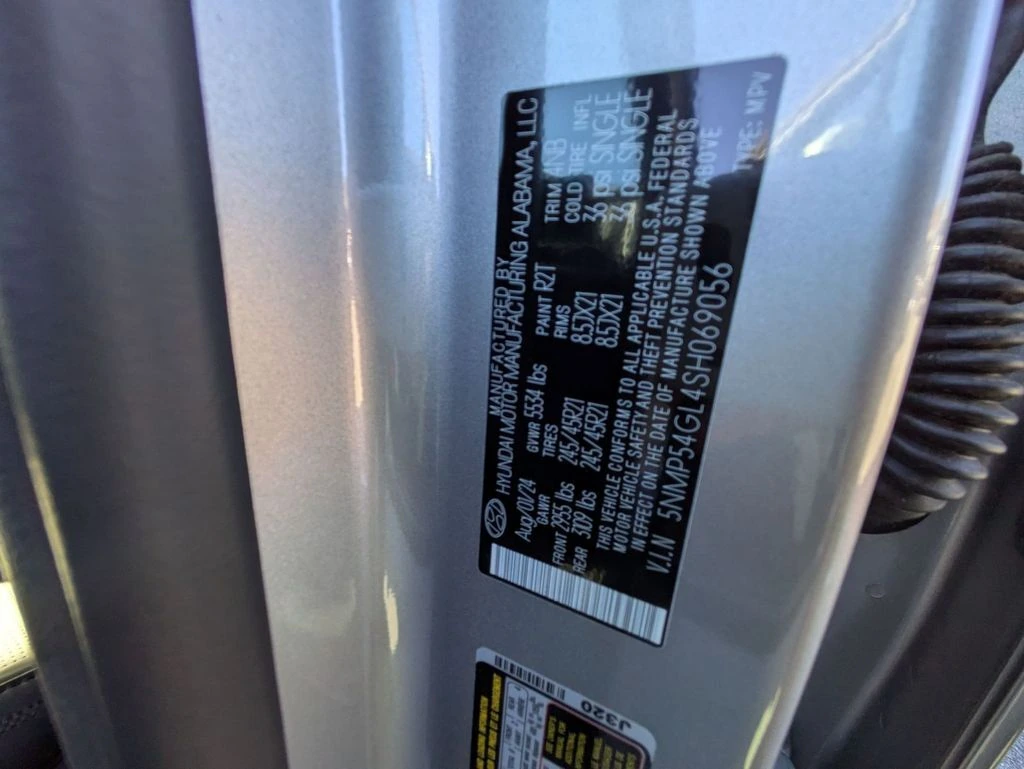 MANUFACTURED BY
HYUNDAI MOTOR MANUFACTURING ALABAMA, LLC
Aug/00/24 GVWR 5534 lbs PAINT R2T TRIM
GAWR TIRES RIMS COLD TIRE INFL
FRONT 2955 lbs 245/45R21 8.5JX21 36 psi SINGLE
REAR 3091 lbs 245/45R21 8.5JX21 36 psi SINGLE
THIS VEHICLE CONFORMS TO ALL APPLICABLE U.S.A. FEDERAL
MOTOR VEHICLE SAFETY AND THEFT PREVENTION STANDARDS
IN EFFECT ON THE DATE OF MANUFACTURE SHOWN ABOVE
V.I.N 5NMP54GL4SH069056 TYPE: MPV
J320